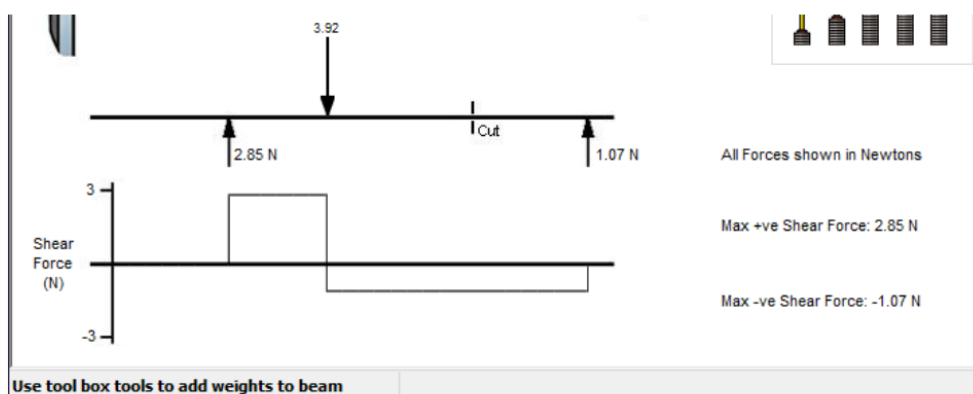 3.92
Cut
2.85 N
1.07 N
All Forces shown in Newtons
3
Max +ve Shear Force: 2.85 N
Shear
Force
(N)
Max -ve Shear Force: -1.07 N
-3
Use tool box tools to add weights to beam